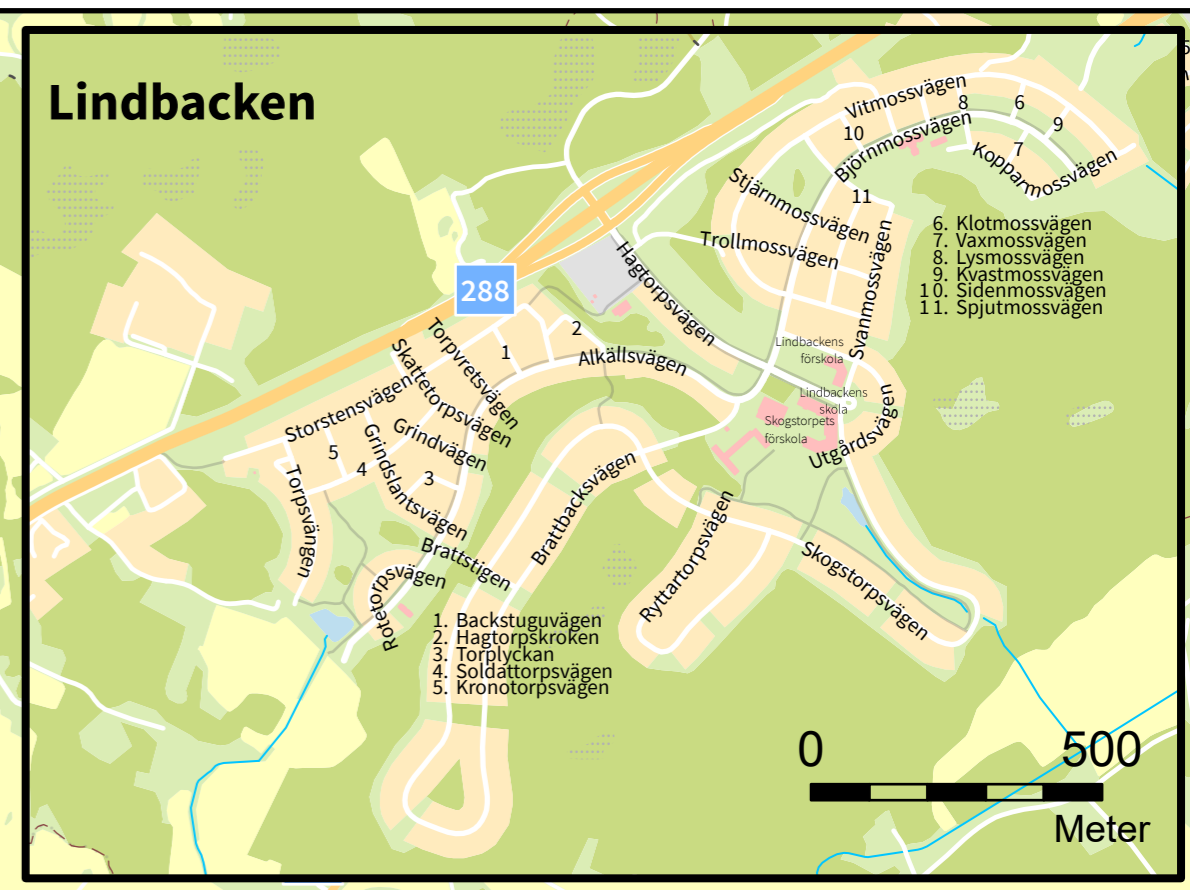 Lindbacken
Vitmossvägen
8
6
9
10
Björnmossvägen
7
Kopparmossvägen
Stjärnmossvägen
11
Trollmossvägen
Svanmossvägen
6. Klotmossvägen
7. Vaxmossvägen
8. Lysmossvägen
9. Kvastmossvägen
10. Sidenmossvägen
11. Spjutmossvägen
Hagtorpsvägen
288
Torpvretsvägen
1
2
Alkällsvägen
Skattetorpsvägen
Storstensvägen
Grindvägen
5
4
3
Grindslantsvägen
Torpsvängen
Brattstigen
Rotetorpsvägen
Brattbacksvägen
Lindbackens
förskola
Lindbackens
skola
Skogstorpets
förskola
Utgårdsvägen
Ryttartorpsvägen
Skogstorpsvägen
1. Backstuguvägen
2. Hagtorpskroken
3. Torplyckan
4. Soldattorpsvägen
5. Kronotorpsvägen
0
500
Meter